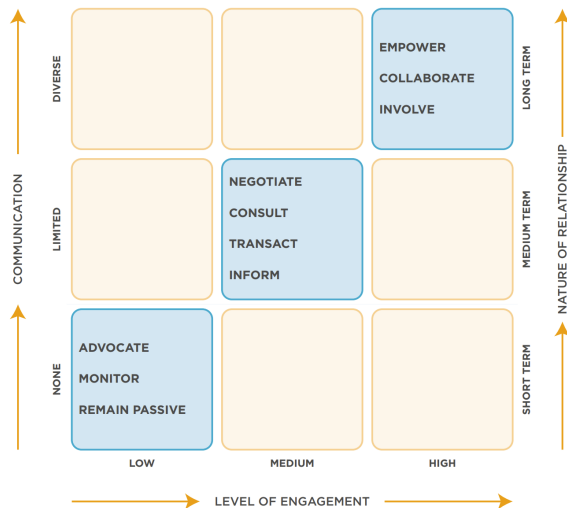 COMMUNICATION
DIVERSE
LIMITED
NONE
EMPOWER
COLLABORATE
INVOLVE
NEGOTIATE
CONSULT
TRANSACT
INFORM
ADVOCATE
MONITOR
REMAIN PASSIVE
LONG TERM
MEDIUM TERM
SHORT TERM
NATURE OF RELATIONSHIP
LOW
MEDIUM
HIGH
LEVEL OF ENGAGEMENT